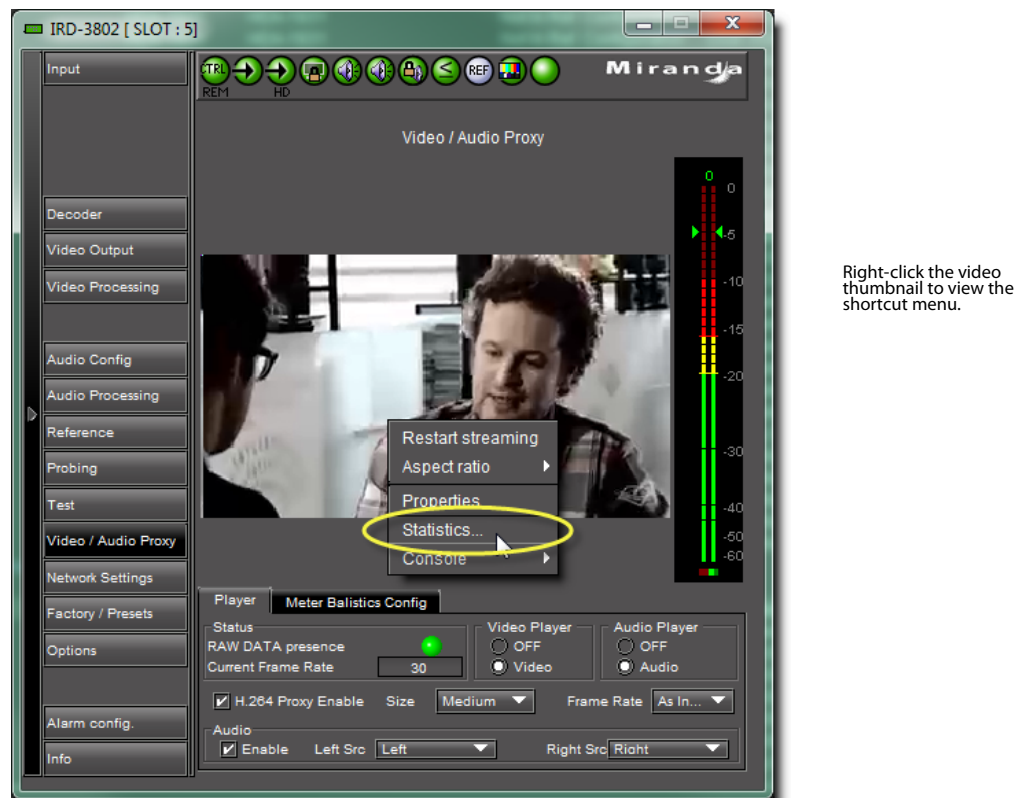 IRD-3802 [ SLOT : 5]
Input
Decoder
Video Output
Video Processing
Audio Config
Audio Processing
Reference
Probing
Test
Video / Audio Proxy
Network Settings
Factory / Presets
Options
Alarm config.
Info
CTRL
REM
HD
REF
Miranda
Video / Audio Proxy
0
0
-5
-10
-15
-20
-30
-40
-50
-60
Restart streaming
Aspect ratio
Properties...
Statistics...
Console
Player
Meter Balistics Config
Status
RAW DATA presence
Current Frame Rate
30
Video Player
OFF
Video
Audio Player
OFF
Audio
H.264 Proxy Enable
Size
Medium
Frame Rate
As In...
Audio
Enable
Left Src
Left
Right Src
Right
Right-click the video
thumbnail to view the
shortcut menu.